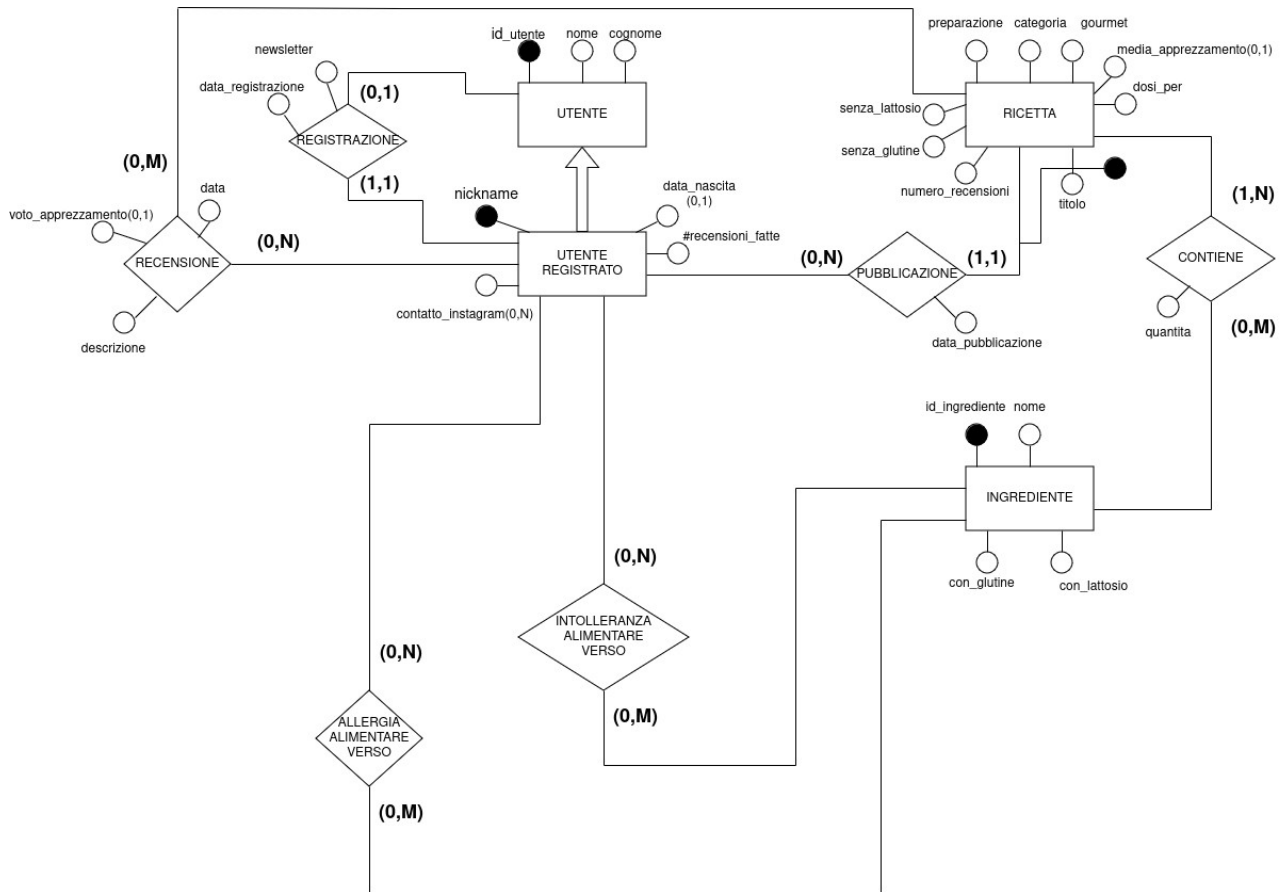 preparazione
categoria
gourmet
id_utente
nome
cognome
newsletter
media_apprezzamento(0,1)
data_registrazione
(0,1)
dosi_per
senza_lattosio
UTENTE
RICETTA
REGISTRAZIONE
senza_glutine
(0,M)
(1,1)
numero_recensioni
titolo
nickname
data_nascita
(0,1)
data
(1,N)
voto_apprezzamento(0,1)
#recensioni_fatte
(0,N)
UTENTE
REGISTRATO
RECENSIONE
(0,N)
(1,1)
CONTIENE
PUBBLICAZIONE
contatto_instagram(0,N)
quantita
(0,M)
descrizione
data_pubblicazione
id_ingrediente
nome
INGREDIENTE
con_glutine
con_lattosio
(0,N)
INTOLLERANZA
ALIMENTARE
VERSO
(0,N)
(0,M)
ALLERGIA
ALIMENTARE
VERSO
(0,M)